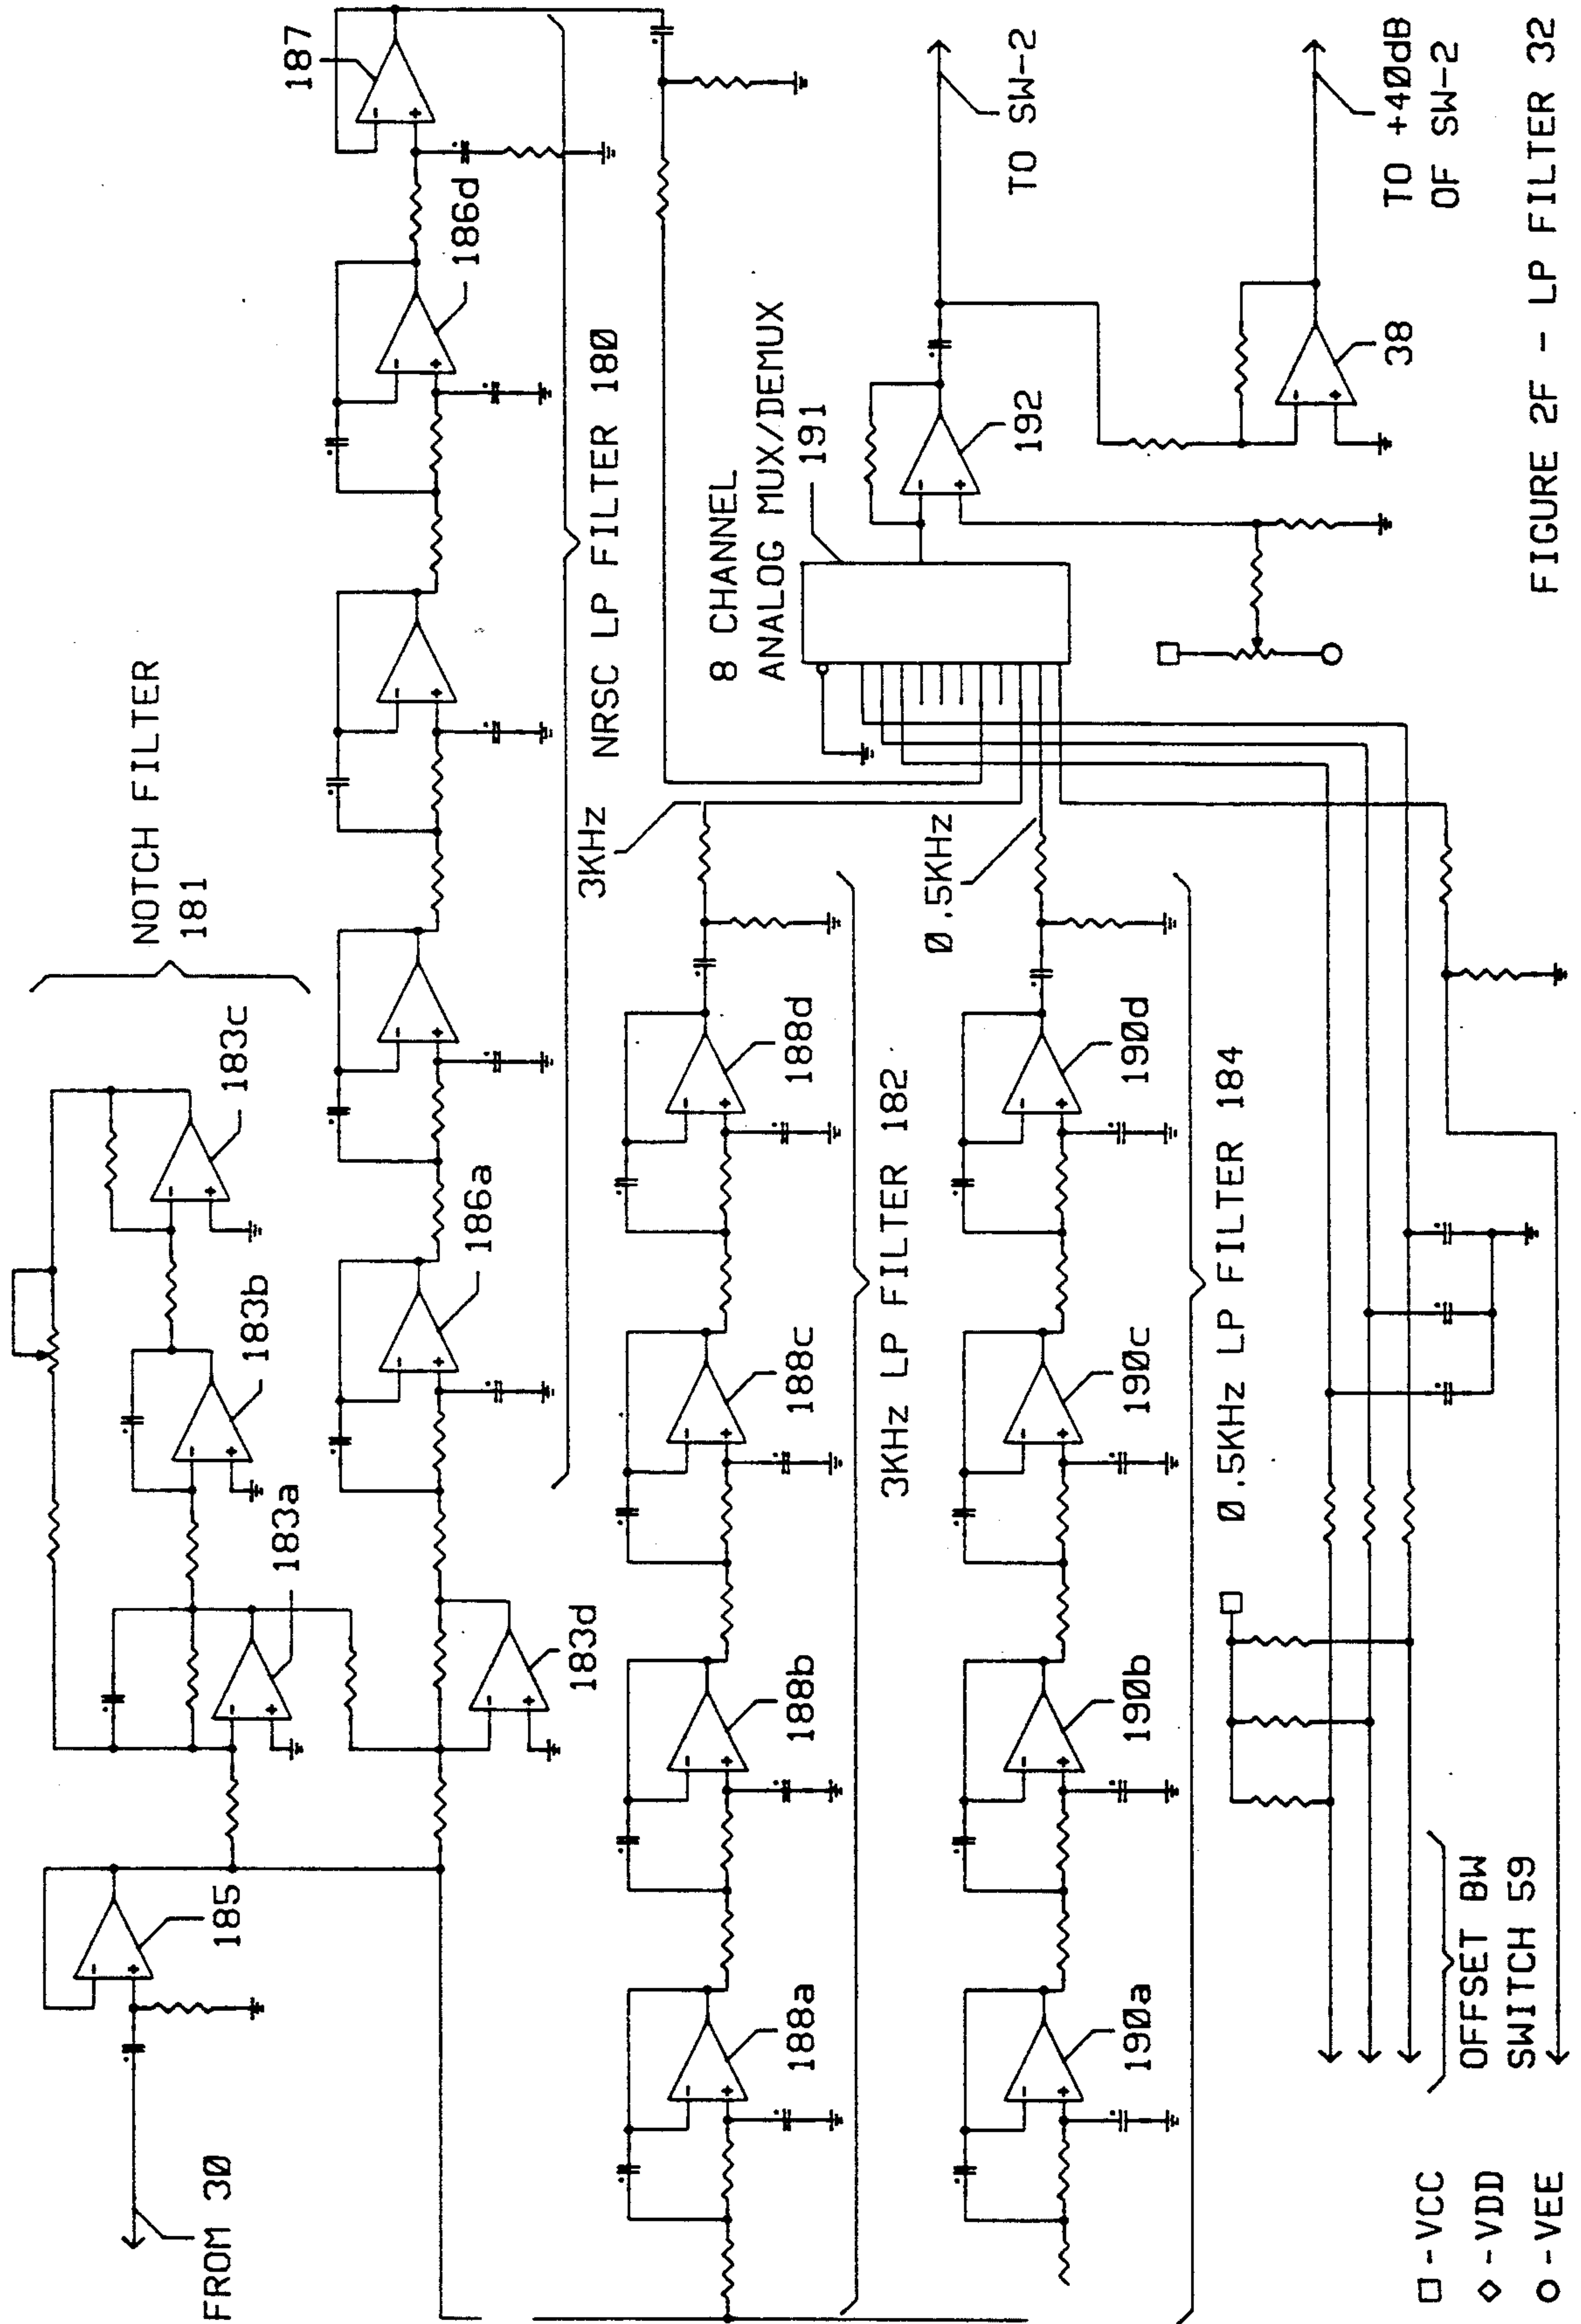 FROM 30
185
183a
183b
183c
183d
NOTCH FILTER
181
186a
186d
187
NRSC LP FILTER 180
188a
188b
188c
188d
3KHz
3KHz LP FILTER 182
190a
190b
190c
190d
0.5KHz
0.5KHz LP FILTER 184
8 CHANNEL
ANALOG MUX/DEMUX
191
192
TO SW-2
38
TO +40dB
OF SW-2
OFFSET BW
SWITCH 59
□ - VCC
◇ - VDD
○ - VEE
FIGURE 2F - LP FILTER 32